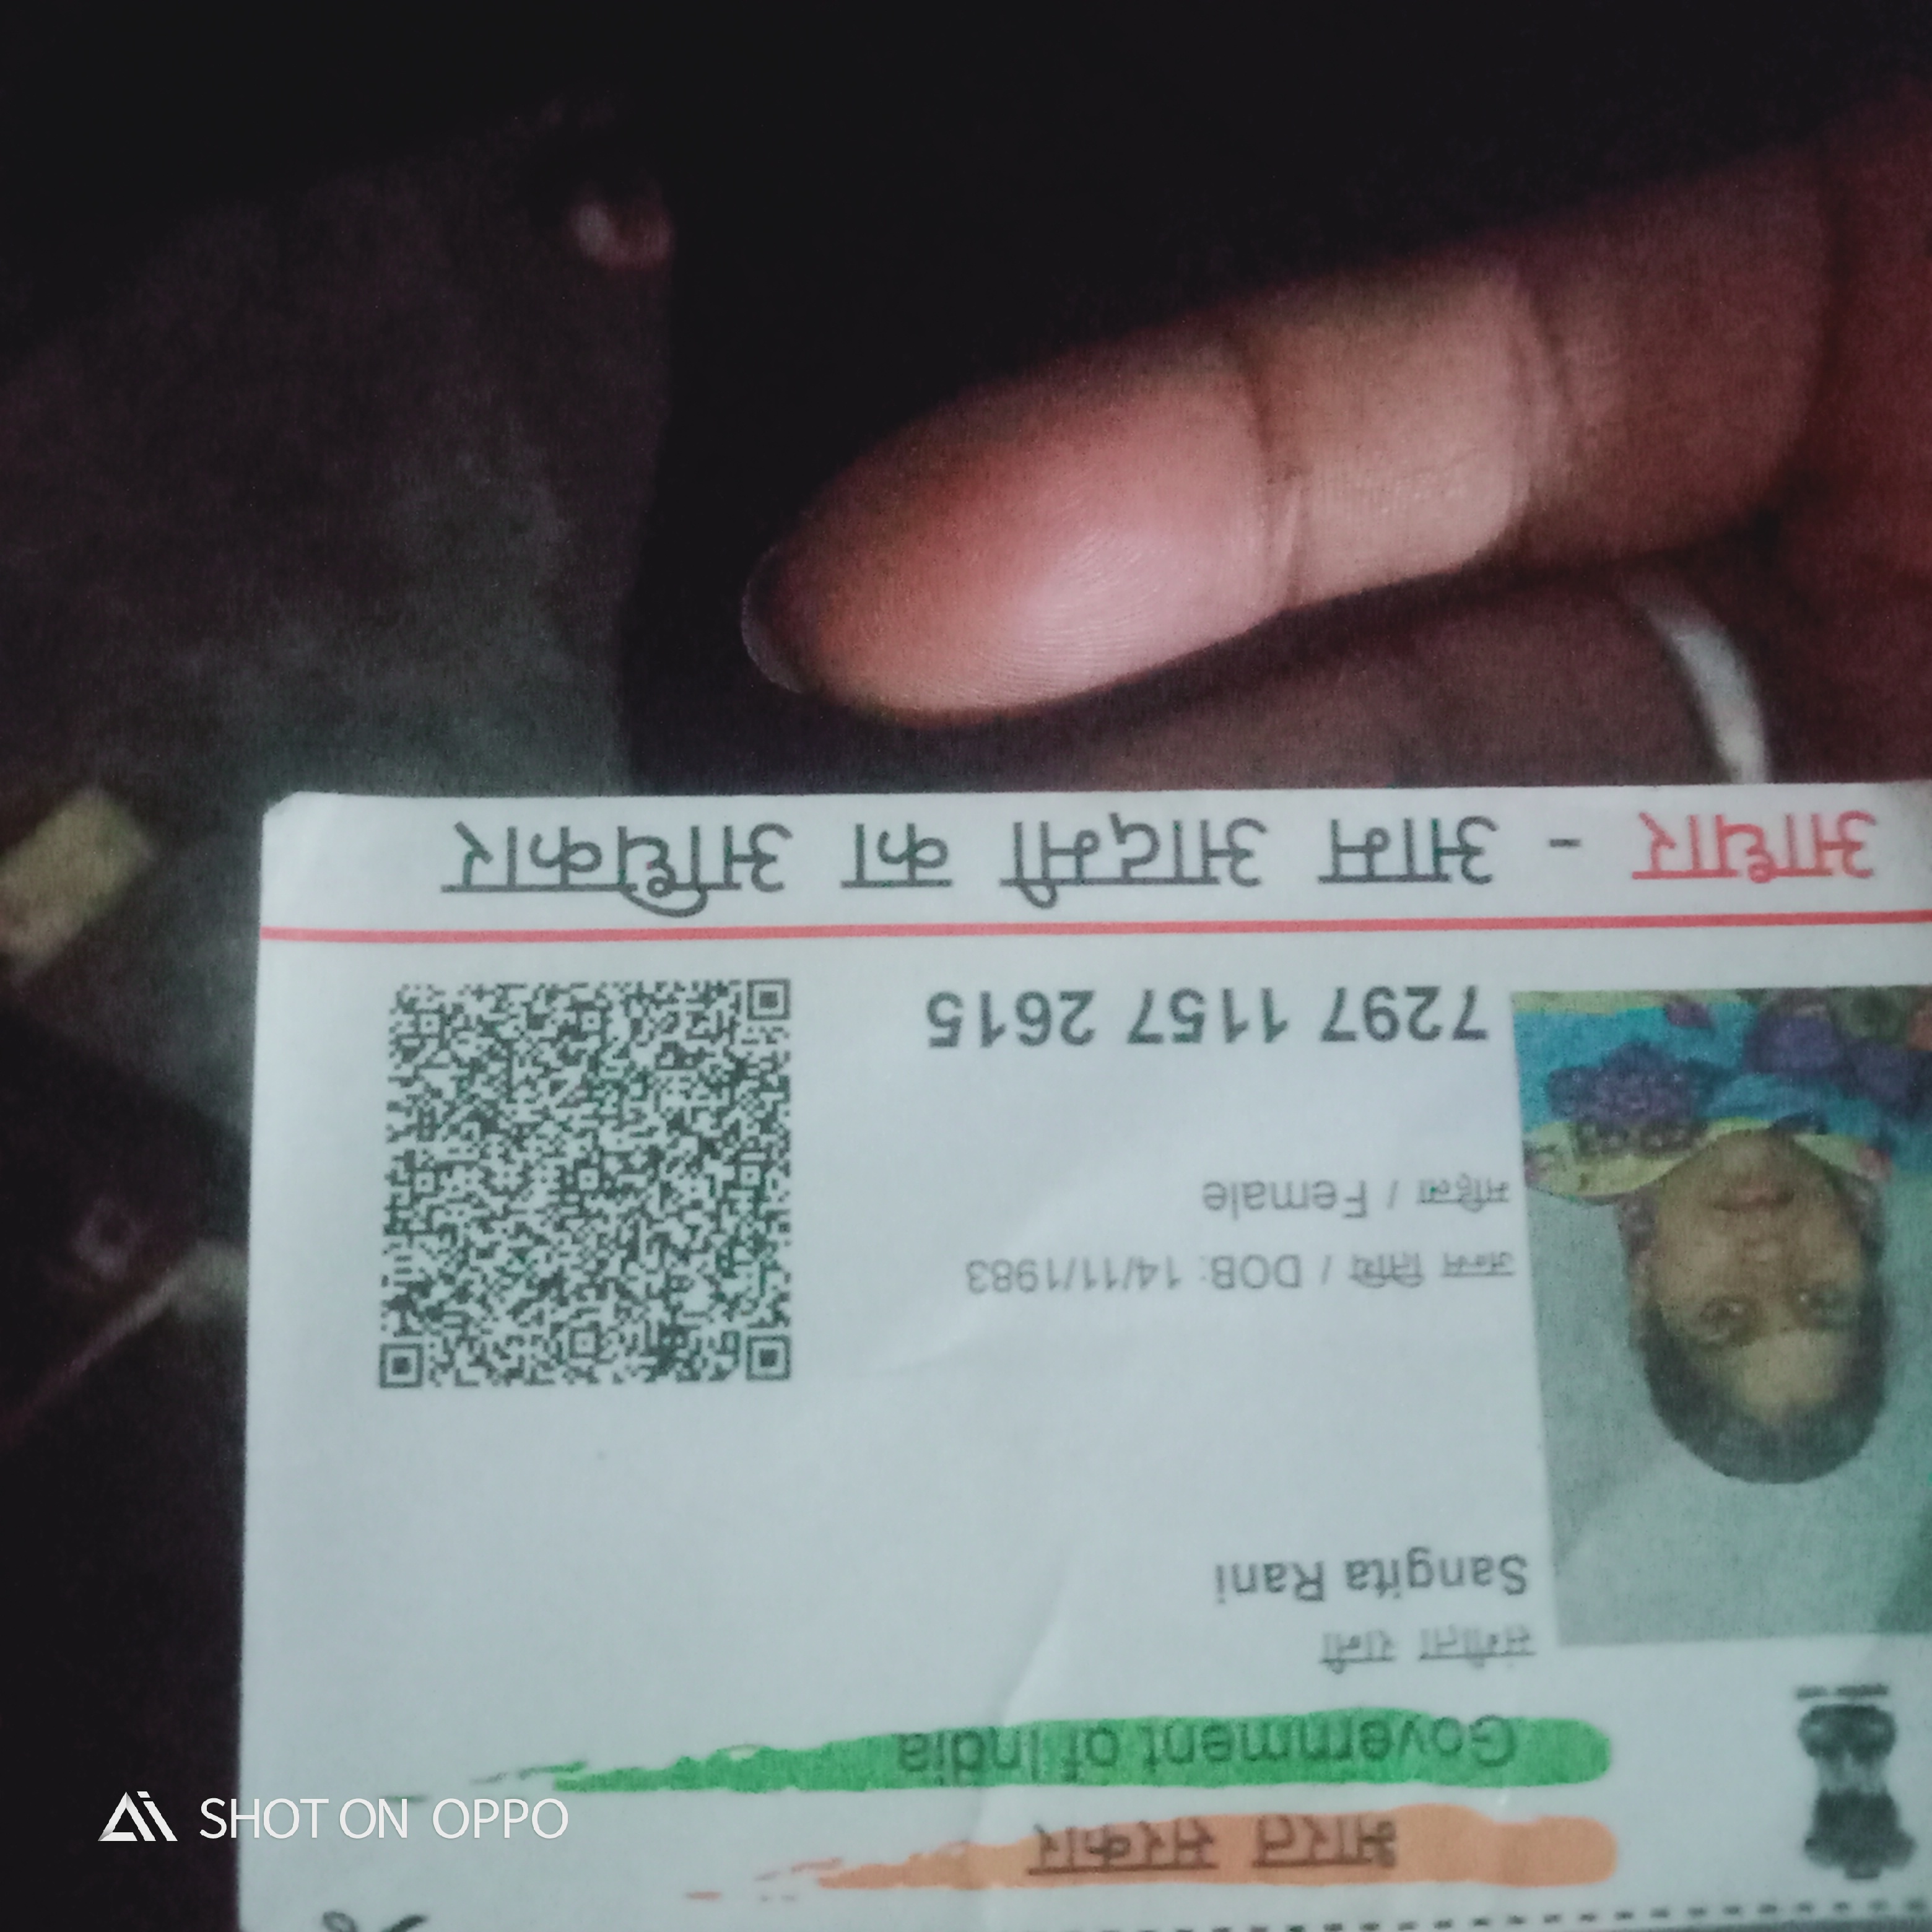 भारत सरकार
Government of India
संगीता रानी
Sangita Rani
जन्म तिथि / DOB: 14/11/1983
महिला / Female
7297 1157 2615
आधार - आम आदमी का अधिकार
SHOT ON OPPO